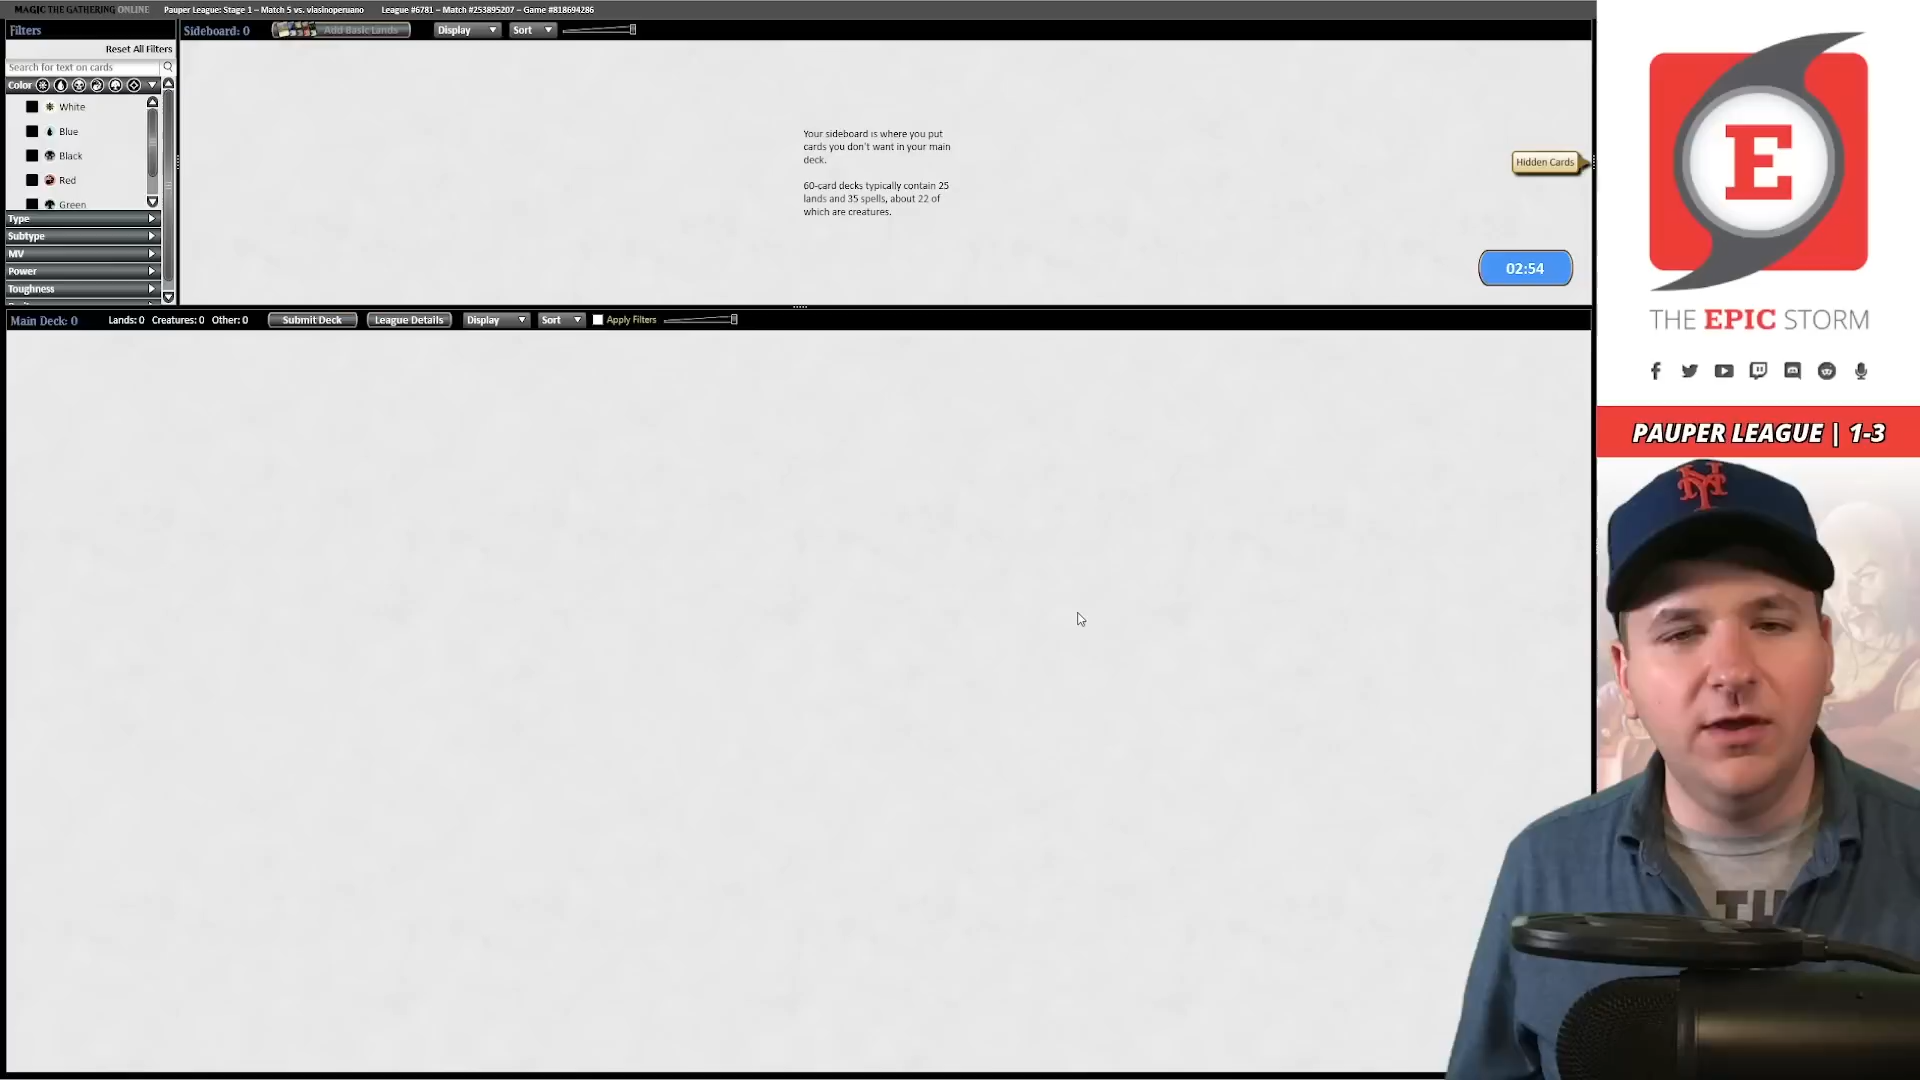 MAGIC THE GATHERING ONLINE Pauper League: Stage 1 – Match 5 vs. vlasinoperuano League #6781 – Match #253895207 – Game #818694286
Filters
Sideboard: 0 Add Basic Lands Display Sort
Reset All Filters
Search for text on cards
Color
White
Blue
Black
Red
Green
Type
Subtype
MV
Power
Toughness
Your sideboard is where you put
cards you don't want in your main
deck.
60-card decks typically contain 25
lands and 35 spells, about 22 of
which are creatures.
Hidden Cards
02:54
Main Deck: 0 Lands: 0 Creatures: 0 Other: 0 Submit Deck League Details Display Sort Apply Filters
E
THE EPIC STORM
PAUPER LEAGUE | 1-3
NY